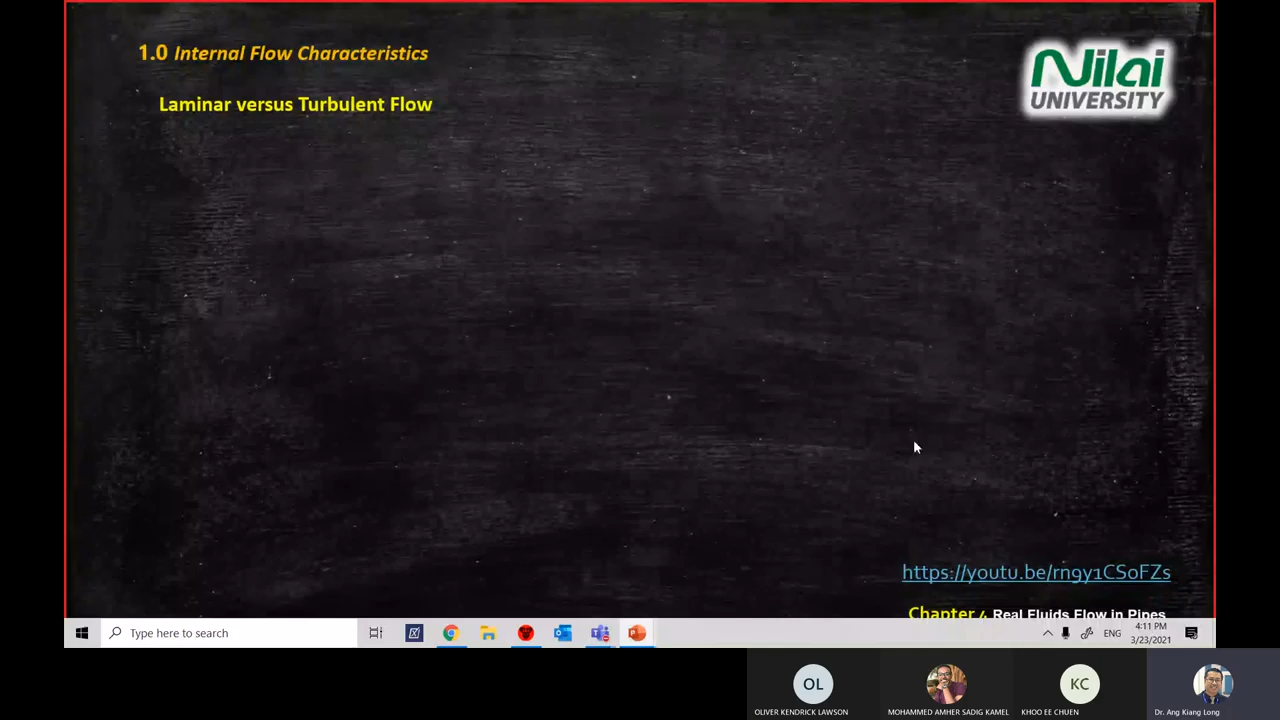 1.0 Internal Flow Characteristics
Laminar versus Turbulent Flow
Nilai
UNIVERSITY
https://youtu.be/rn9y1CSoFZs
Chapter 4 Real Fluids Flow in Pipes
Type here to search
ENG
4:11 PM
3/23/2021
OL
KC
OLIVER KENDRICK LAWSON
MOHAMMED AMHER SADIG KAMEL
KHOO EE CHUEN
Dr. Ang Kiang Long